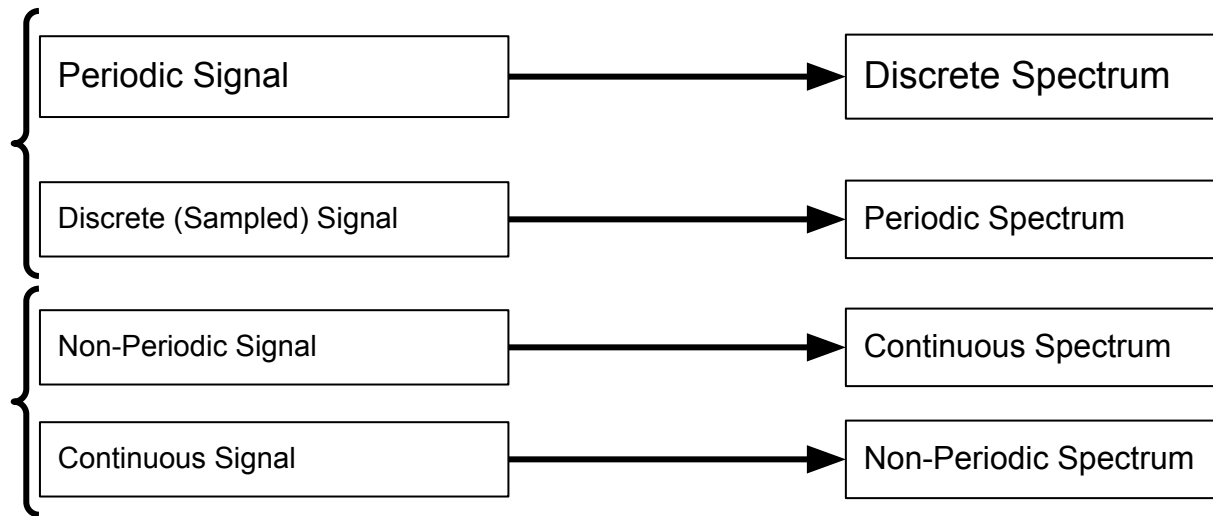 Periodic Signal
Discrete Spectrum
Discrete (Sampled) Signal
Periodic Spectrum
Non-Periodic Signal
Continuous Spectrum
Continuous Signal
Non-Periodic Spectrum